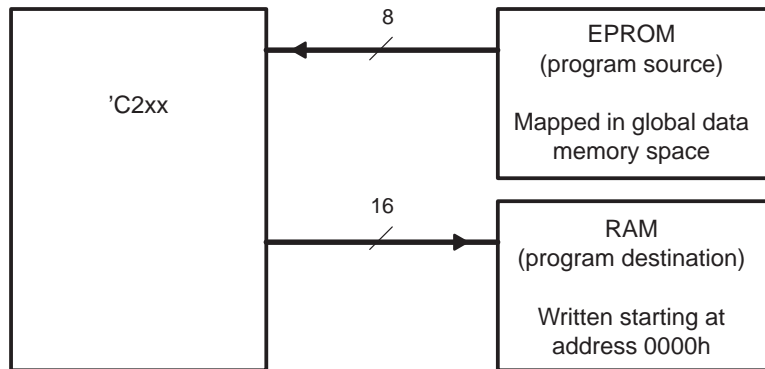 8
EPROM
(program source)
’C2xx
Mapped in global data
memory space
16
RAM
(program destination)
Written starting at
address 0000h